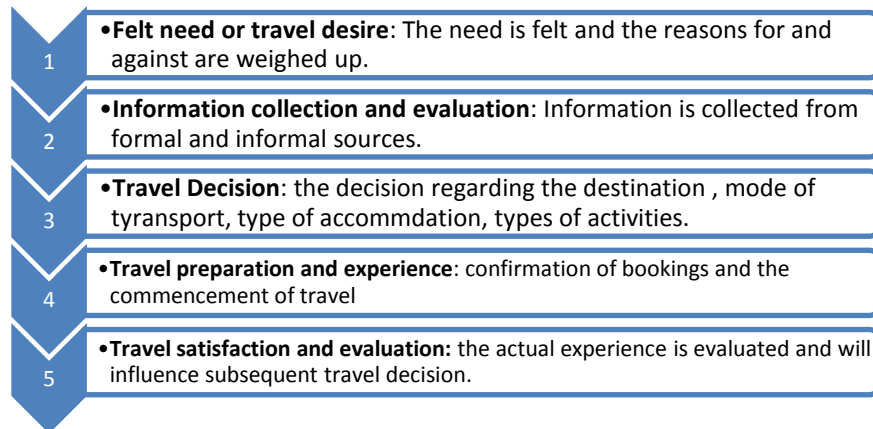 1
•Felt need or travel desire: The need is felt and the reasons for and
against are weighed up.
2
•Information collection and evaluation: Information is collected from
formal and informal sources.
3
•Travel Decision: the decision regarding the destination , mode of
tyransport, type of accommdation, types of activities.
4
•Travel preparation and experience: confirmation of bookings and the
commencement of travel
5
•Travel satisfaction and evaluation: the actual experience is evaluated and will
influence subsequent travel decision.